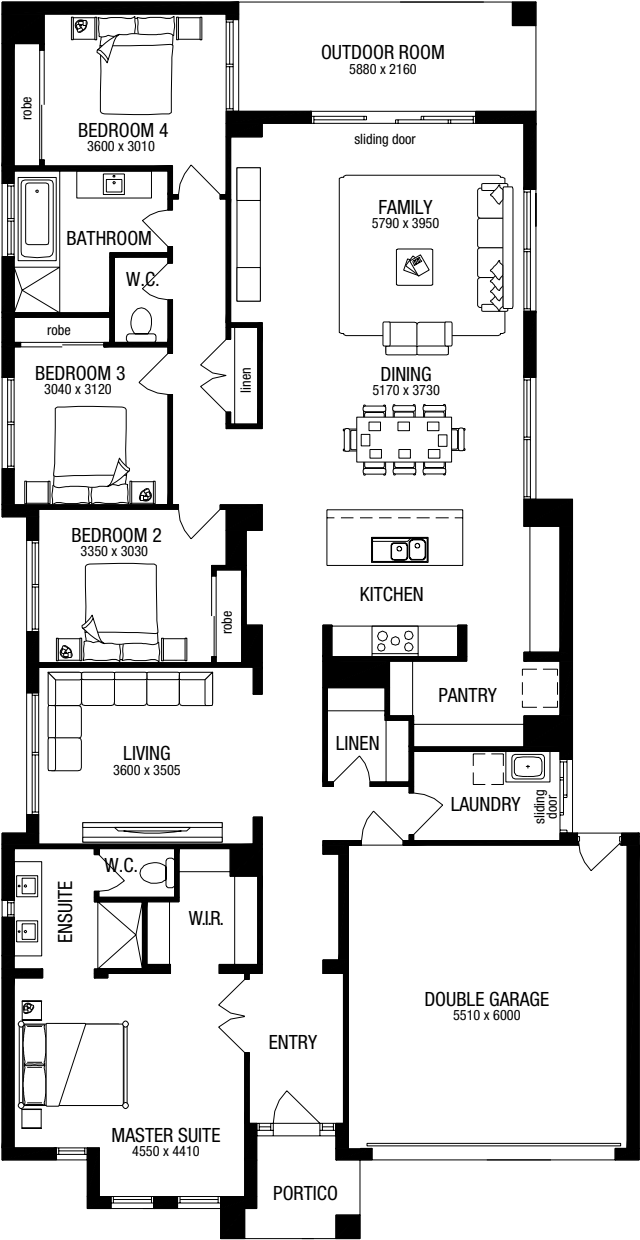 OUTDOOR ROOM
5880 x 2160
robe
BEDROOM 4
3600 x 3010
sliding door
FAMILY
5790 x 3950
BATHROOM
W.C.
robe
BEDROOM 3
3040 x 3120
linen
DINING
5170 x 3730
BEDROOM 2
3350 x 3030
robe
KITCHEN
PANTRY
LIVING
3600 x 3505
LINEN
LAUNDRY
sliding
door
W.C.
ENSUITE
W.I.R.
DOUBLE GARAGE
5510 x 6000
ENTRY
MASTER SUITE
4550 x 4410
PORTICO